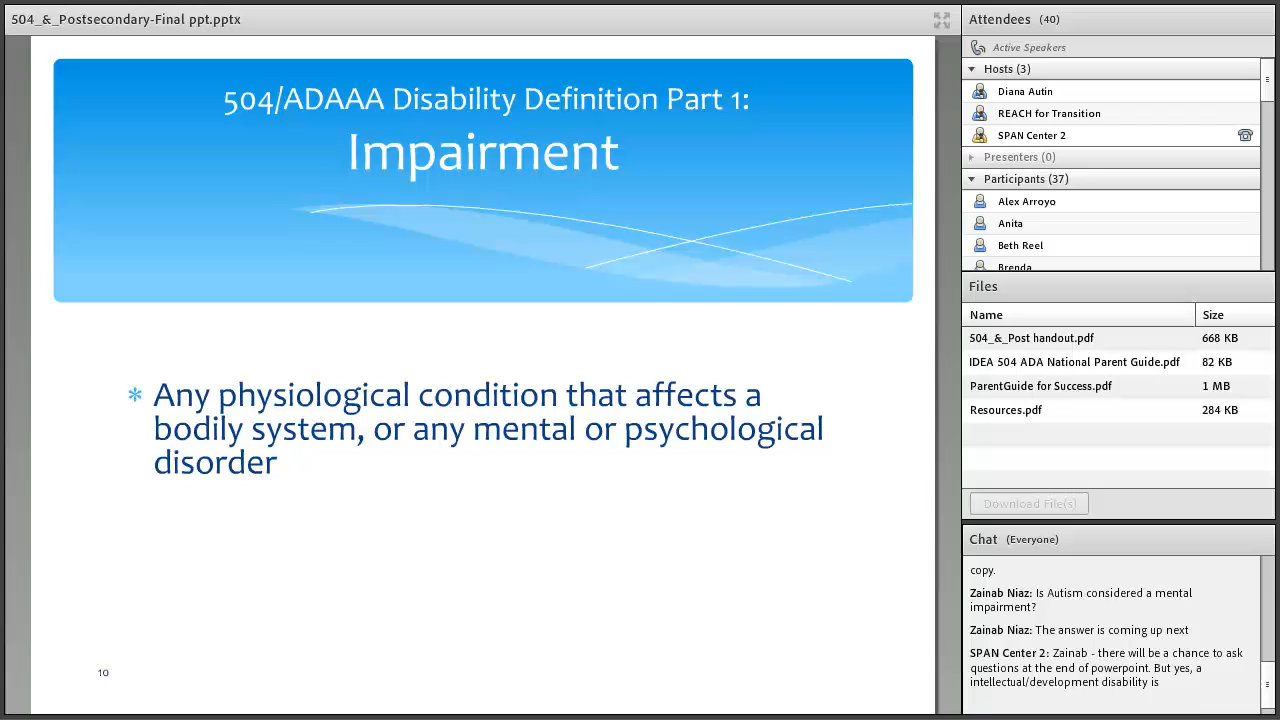 504_&_Postsecondary-Final ppt.pptx
504/ADAAA Disability Definition Part 1:
Impairment
* Any physiological condition that affects a
bodily system, or any mental or psychological
disorder
10
Attendees (40)
Active Speakers
Hosts (3)
Diana Autin
REACH for Transition
SPAN Center 2
Presenters (0)
Participants (37)
Alex Arroyo
Anita
Beth Reel
Brenda
Files
Name Size
504_&_Post handout.pdf 668 KB
IDEA 504 ADA National Parent Guide.pdf 82 KB
ParentGuide for Success.pdf 1 MB
Resources.pdf 284 KB
Download File(s)
Chat (Everyone)
copy.
Zainab Niaz: Is Autism considered a mental
impairment?
Zainab Niaz: The answer is coming up next
SPAN Center 2: Zainab - there will be a chance to ask
questions at the end of powerpoint. But yes, a
intellectual/development disability is